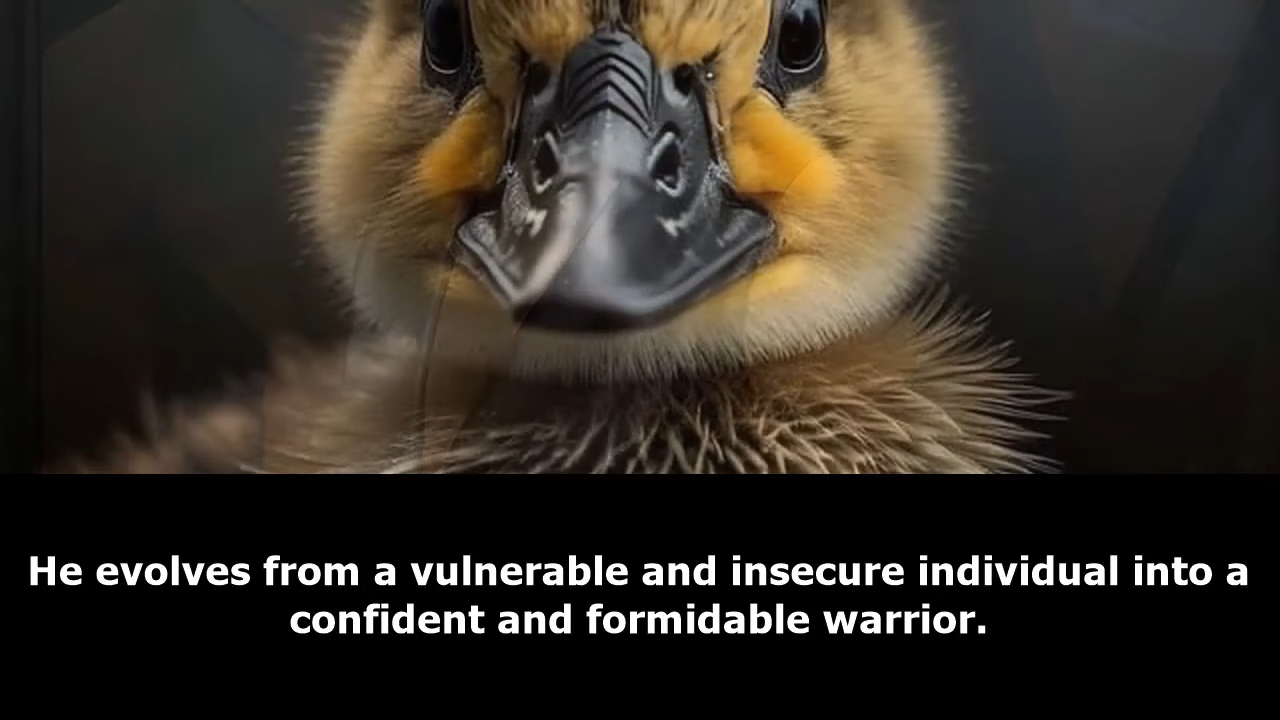 He evolves from a vulnerable and insecure individual into a
confident and formidable warrior.